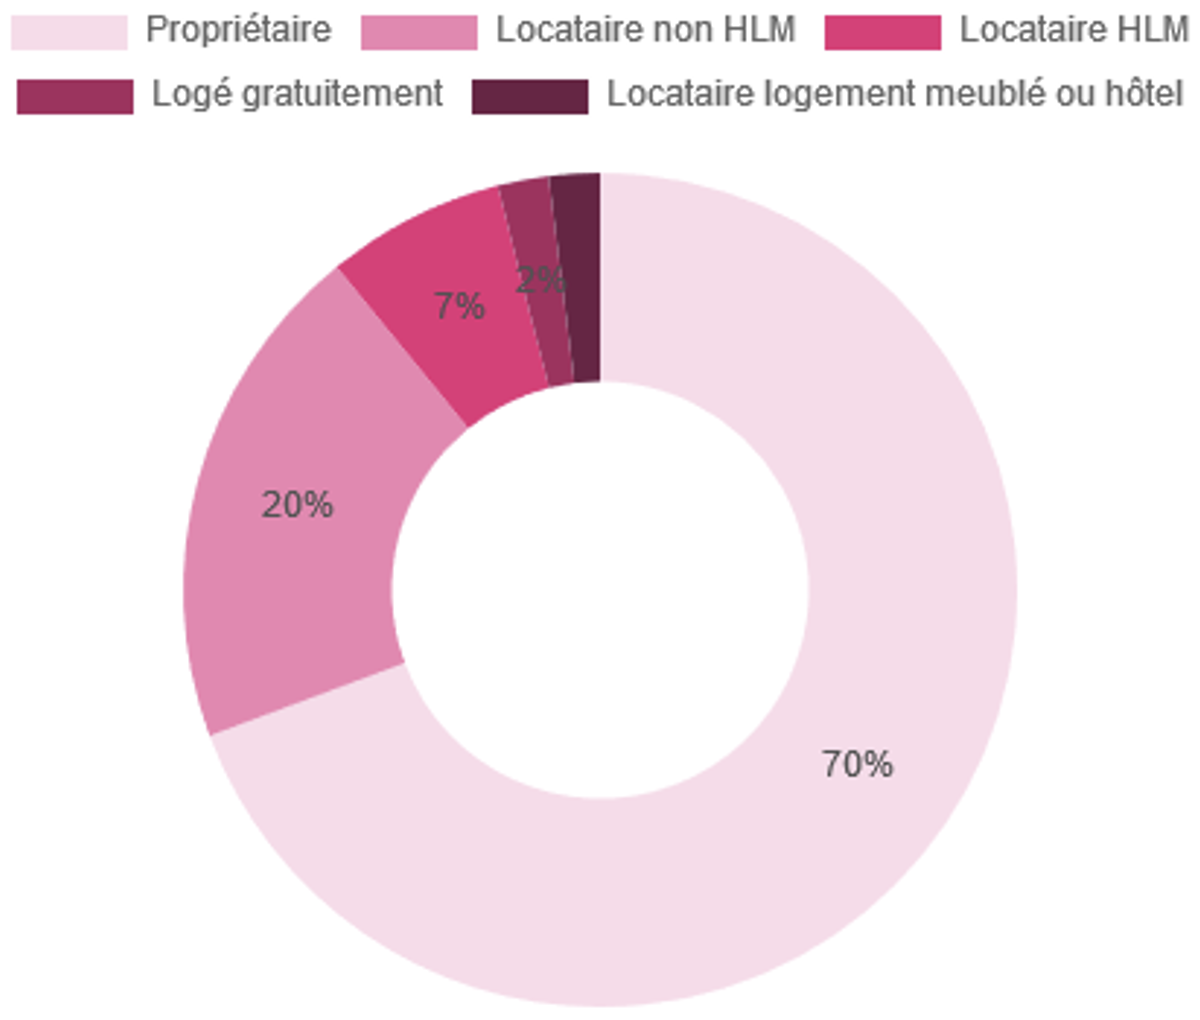 Propriétaire Locataire non HLM Locataire HLM
Logé gratuitement Locataire logement meublé ou hôtel
2%
7%
20%
70%